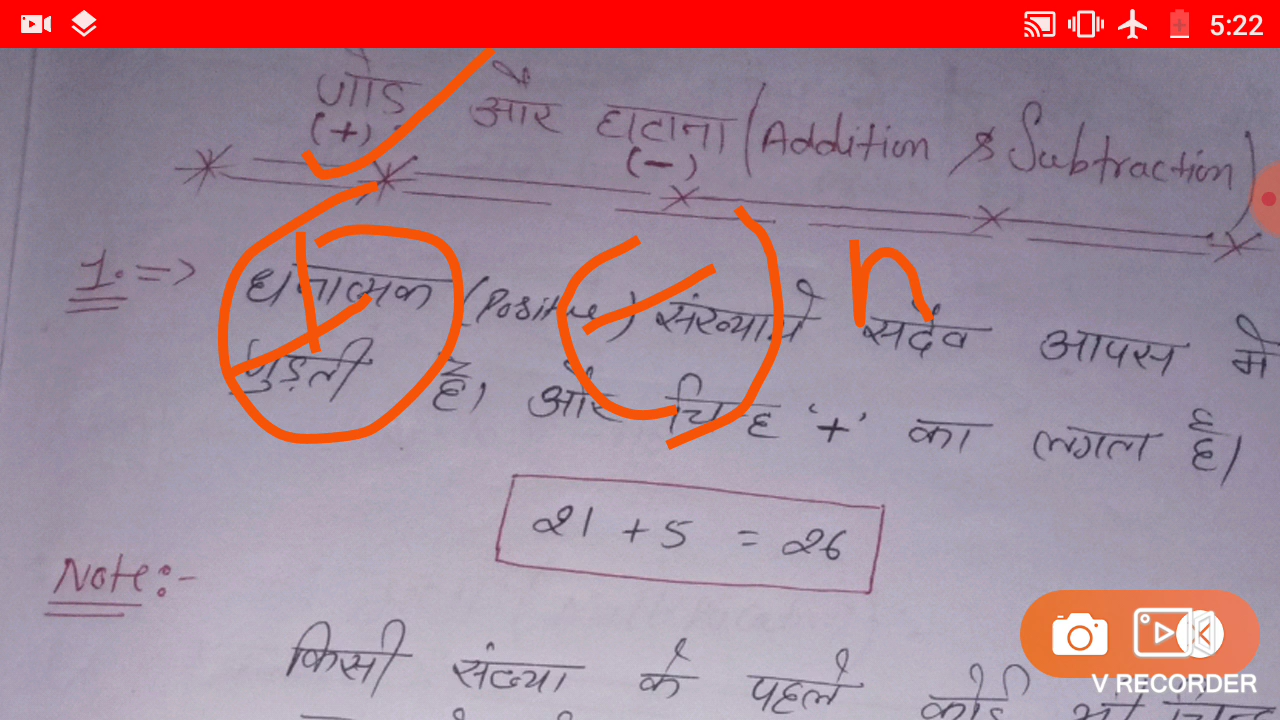 5:22
जोड़ और घटाना (Addition & Subtraction)
(+) (-)
1. => धनात्मक (Positive) संख्याये सदैव आपस मे
जुड़ती है। और चिह '+' का लगता है।
21 + 5 = 26
Note:-
किसी संख्या के पहले कोई भी
V RECORDER
n